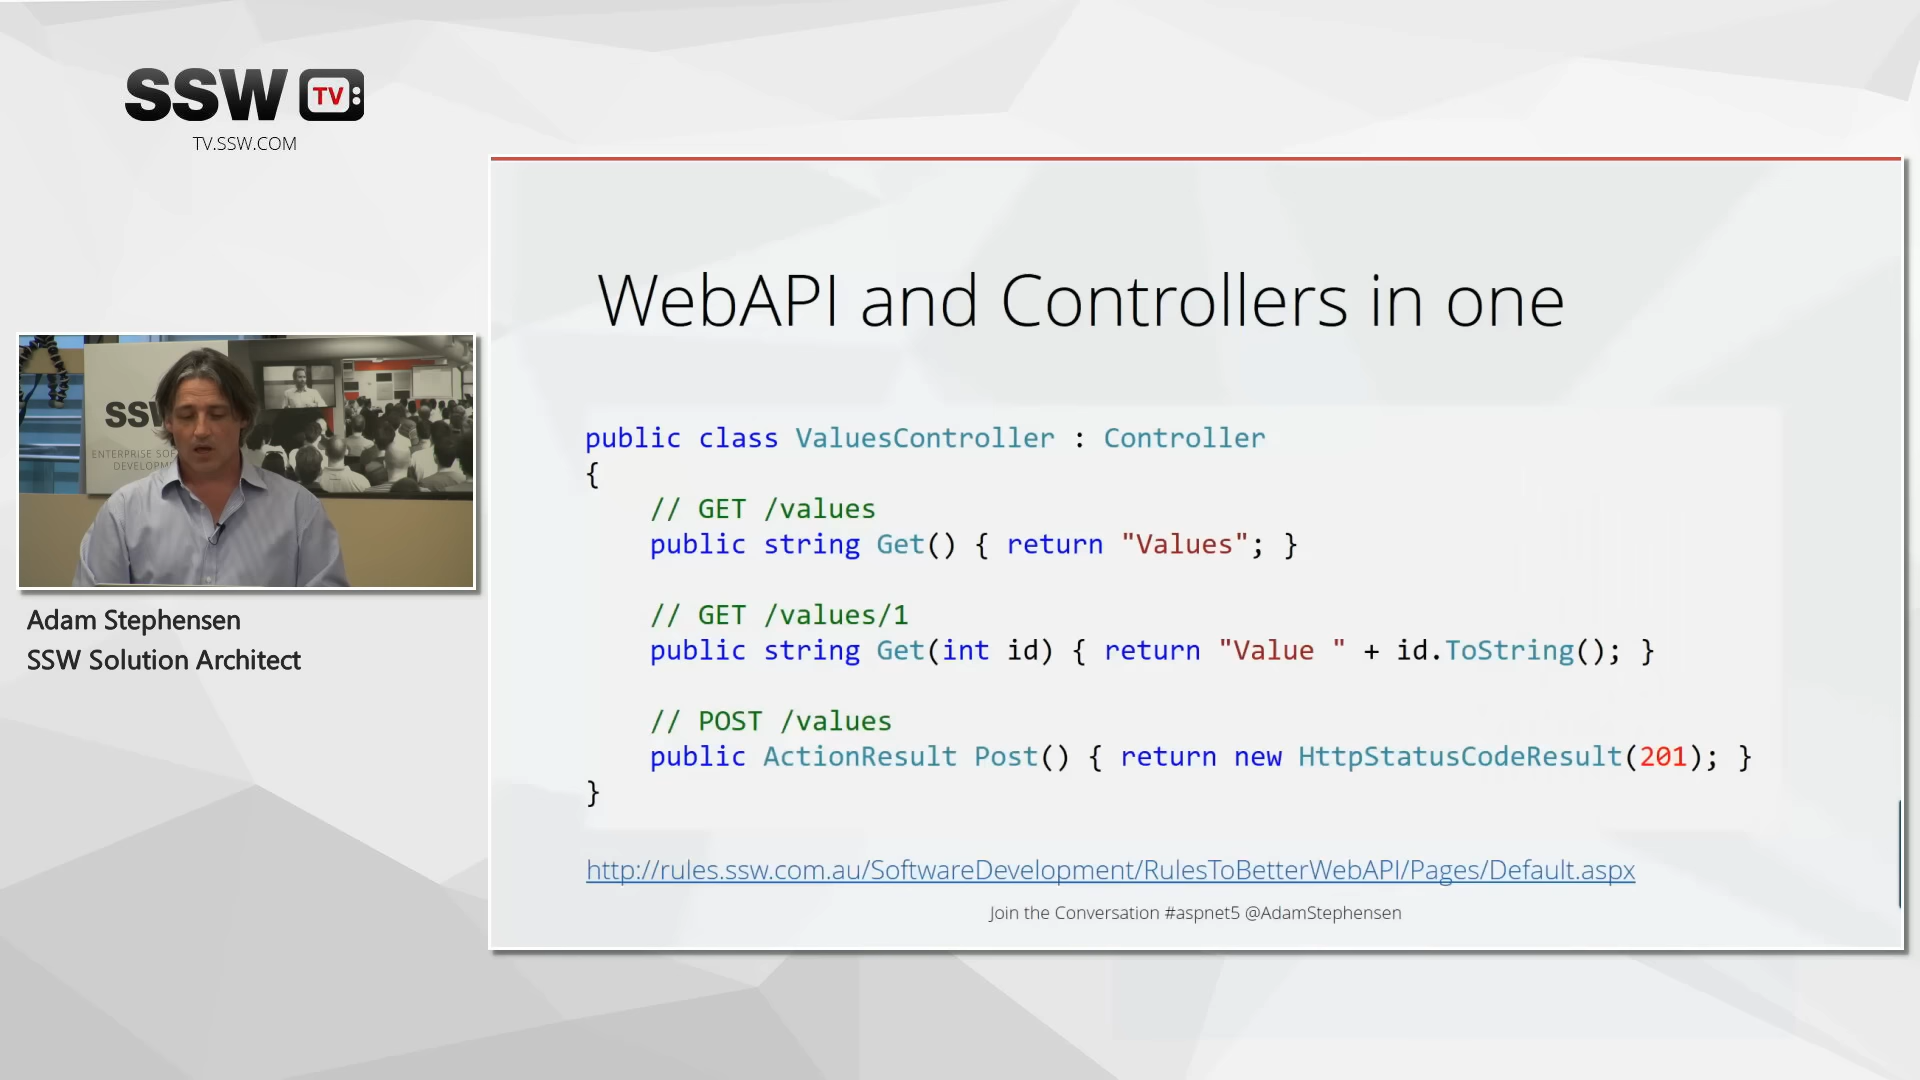 SSW TV
TV.SSW.COM
WebAPI and Controllers in one
public class ValuesController : Controller
{
// GET /values
public string Get() { return "Values"; }
// GET /values/1
public string Get(int id) { return "Value " + id.ToString(); }
// POST /values
public ActionResult Post() { return new HttpStatusCodeResult(201); }
}
http://rules.ssw.com.au/SoftwareDevelopment/RulesToBetterWebAPI/Pages/Default.aspx
Join the Conversation #aspnet5 @AdamStephensen
SSW
ENTERPRISE
Adam Stephensen
SSW Solution Architect